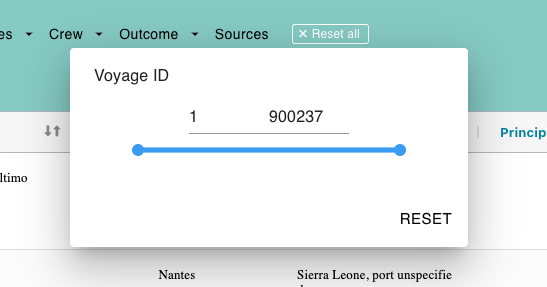 es Crew Outcome Sources × Reset all
Voyage ID
1 900237
Princip
ltimo
RESET
Nantes Sierra Leone, port unspecifie